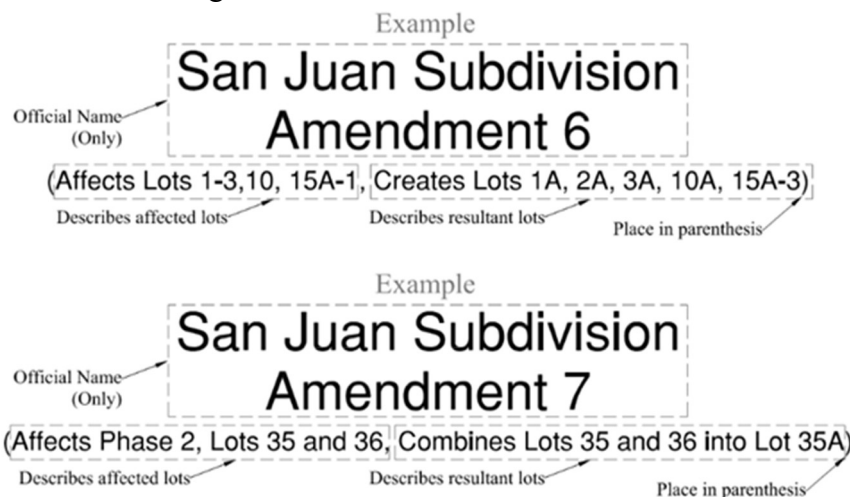 Example
San Juan Subdivision
Official Name
(Only)
Amendment 6
(Affects Lots 1-3,10, 15A-1, Creates Lots 1A, 2A, 3A, 10A, 15A-3)
Describes affected lots
Describes resultant lots
Place in parenthesis
Example
San Juan Subdivision
Official Name
(Only)
Amendment 7
(Affects Phase 2, Lots 35 and 36, Combines Lots 35 and 36 into Lot 35A)
Describes affected lots
Describes resultant lots
Place in parenthesis